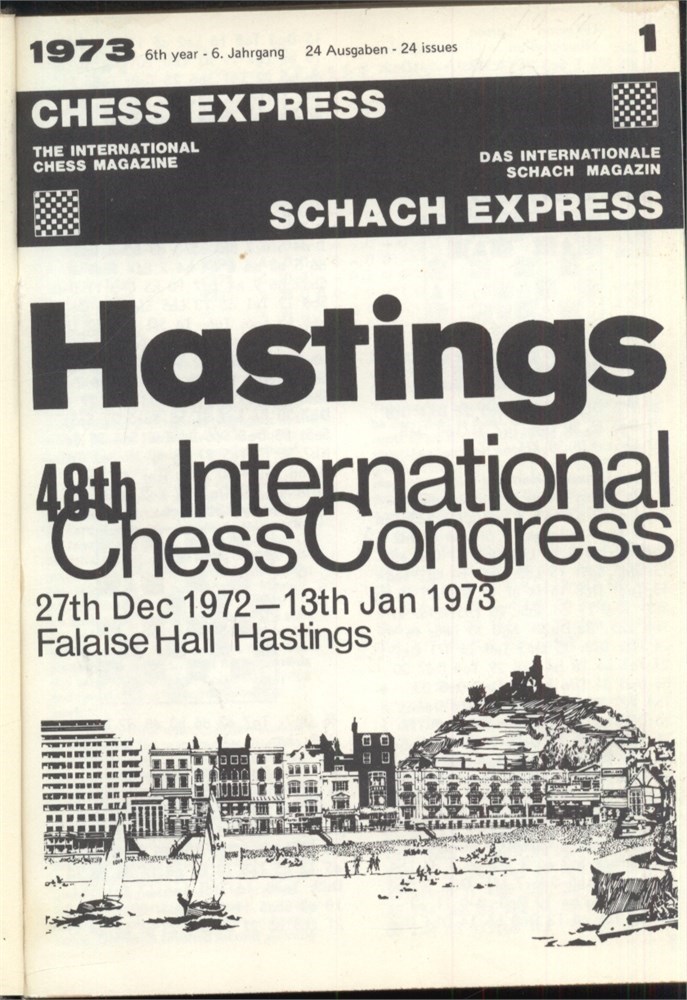 1973 6th year - 6. Jahrgang 24 Ausgaben - 24 issues 1
CHESS EXPRESS
THE INTERNATIONAL
CHESS MAGAZINE
DAS INTERNATIONALE
SCHACH MAGAZIN
SCHACH EXPRESS
Hastings
48th International
Chess Congress
27th Dec 1972–13th Jan 1973
Falaise Hall Hastings